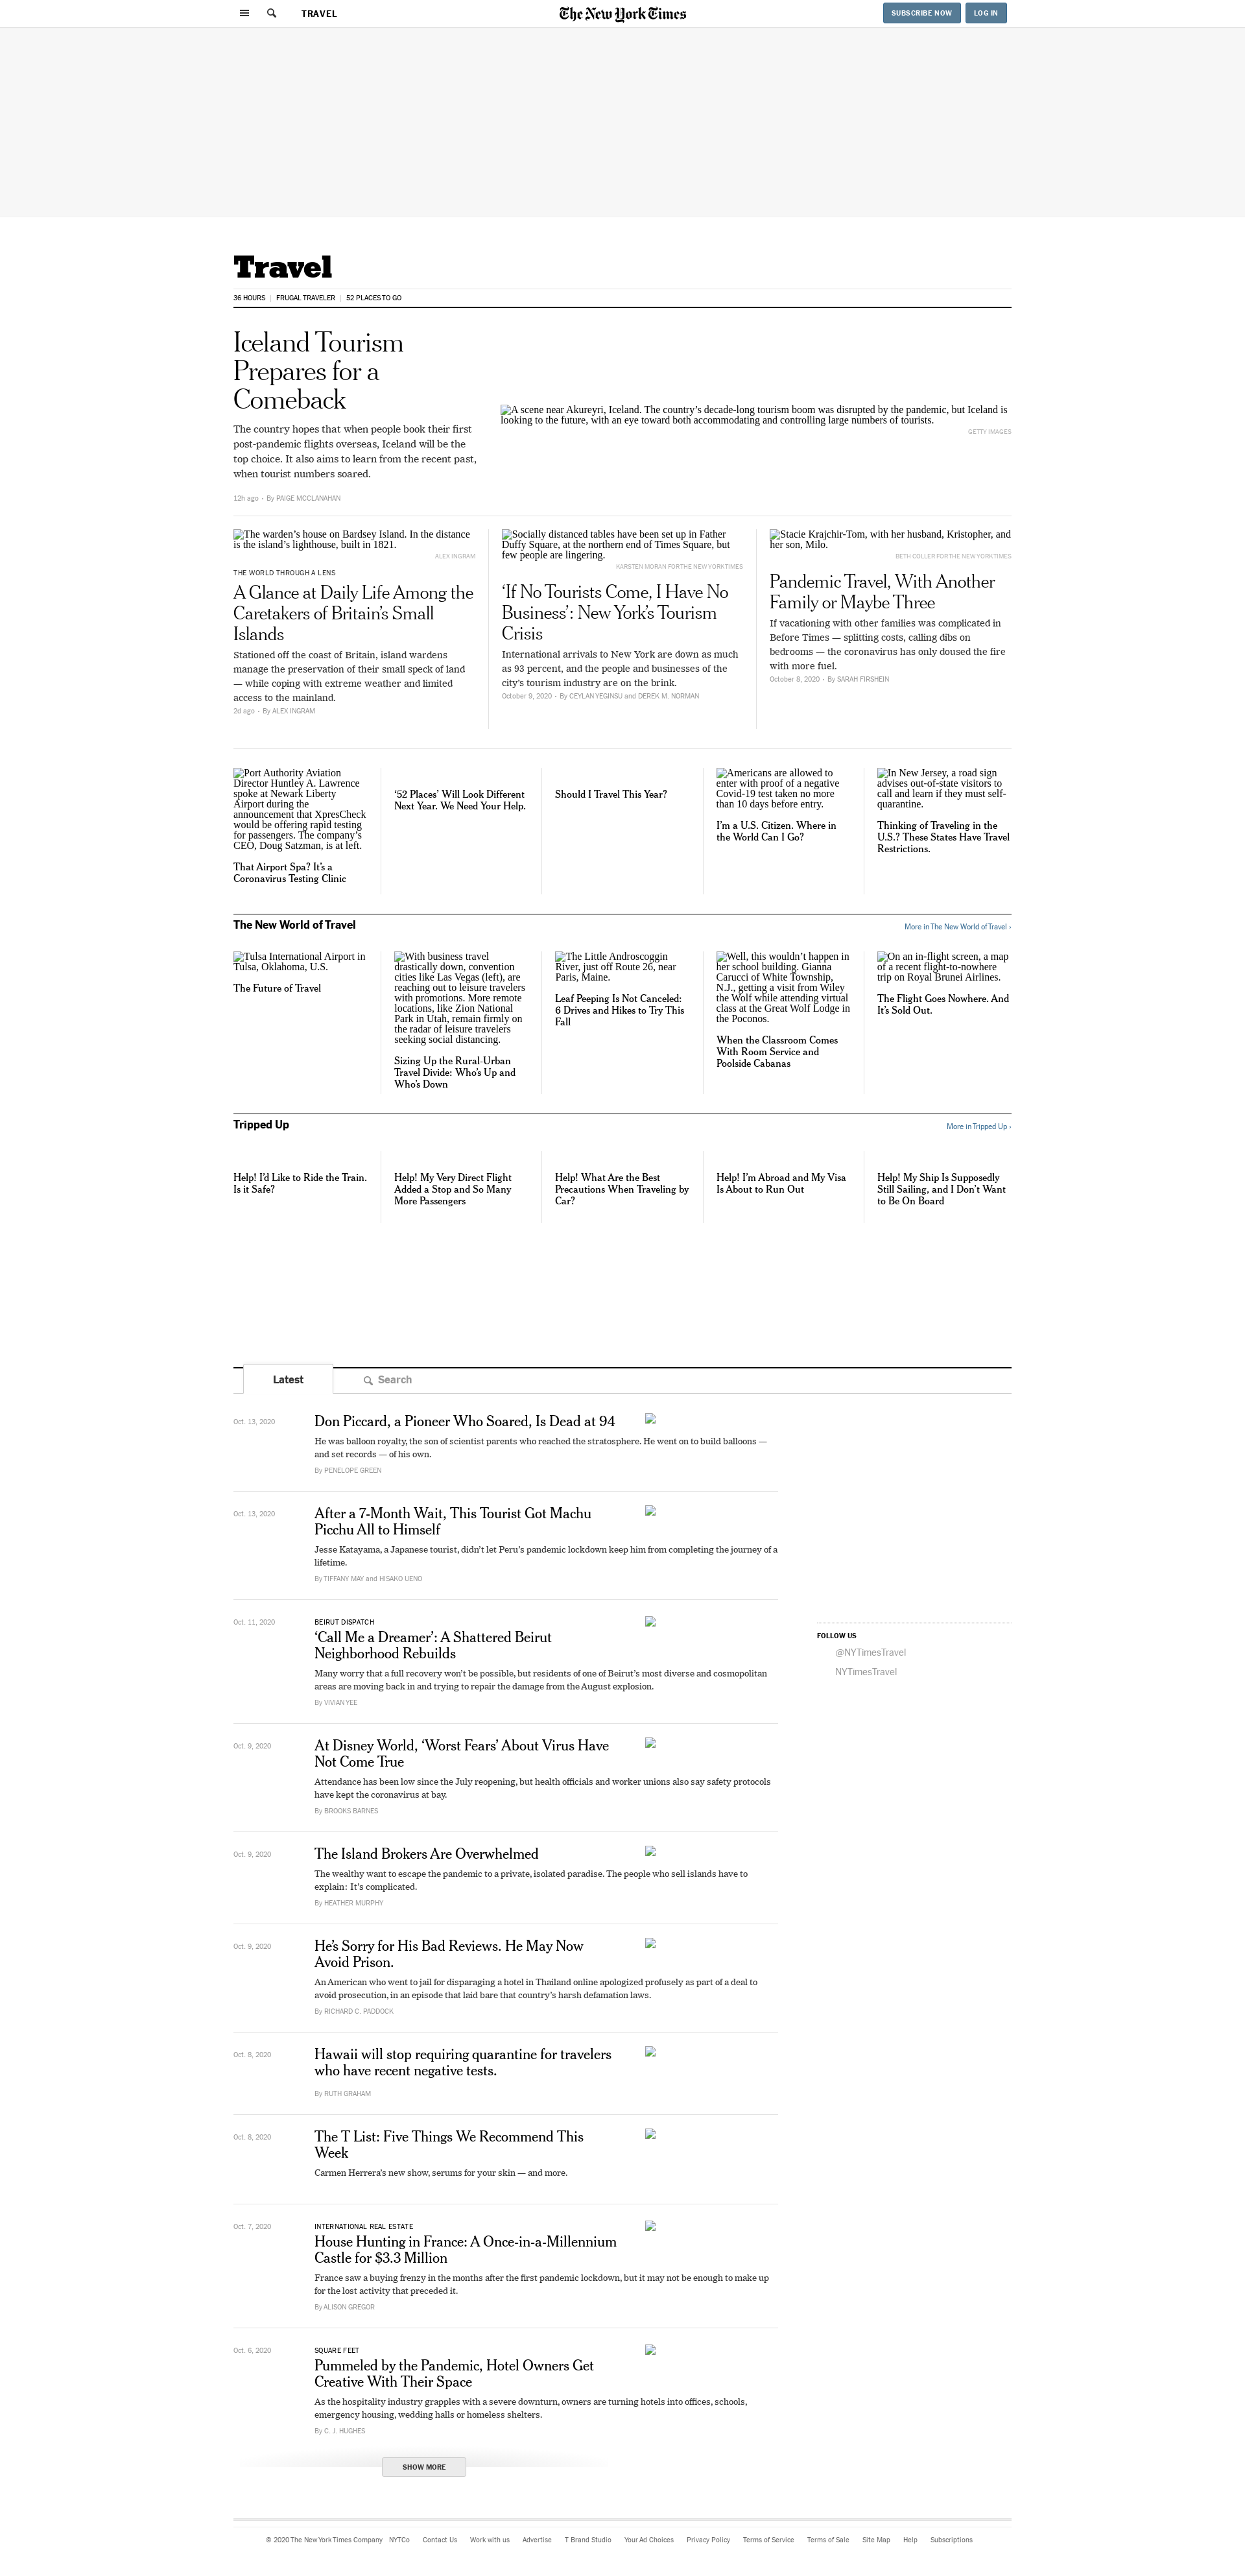 TRAVEL
The New York Times
SUBSCRIBE NOW
LOG IN
Travel
36 HOURS
FRUGAL TRAVELER
52 PLACES TO GO
Iceland Tourism
Prepares for a
Comeback
The country hopes that when people book their first
post-pandemic flights overseas, Iceland will be the
top choice. It also aims to learn from the recent past,
when tourist numbers soared.
12h ago • By PAIGE MCCLANAHAN
A scene near Akureyri, Iceland. The country’s decade-long tourism boom was disrupted by the pandemic, but Iceland is
looking to the future, with an eye toward both accommodating and controlling large numbers of tourists.
GETTY IMAGES
The warden’s house on Bardsey Island. In the distance
is the island’s lighthouse, built in 1821.
ALEX INGRAM
THE WORLD THROUGH A LENS
A Glance at Daily Life Among the
Caretakers of Britain’s Small
Islands
Stationed off the coast of Britain, island wardens
manage the preservation of their small speck of land
— while coping with extreme weather and limited
access to the mainland.
2d ago • By ALEX INGRAM
Socially distanced tables have been set up in Father
Duffy Square, at the northern end of Times Square, but
few people are lingering.
KARSTEN MORAN FOR THE NEW YORK TIMES
‘If No Tourists Come, I Have No
Business’: New York’s Tourism
Crisis
International arrivals to New York are down as much
as 93 percent, and the people and businesses of the
city’s tourism industry are on the brink.
October 9, 2020 • By CEYLAN YEGINSU and DEREK M. NORMAN
Stacie Krajchir-Tom, with her husband, Kristopher, and
her son, Milo.
BETH COLLER FOR THE NEW YORK TIMES
Pandemic Travel, With Another
Family or Maybe Three
If vacationing with other families was complicated in
Before Times — splitting costs, calling dibs on
bedrooms — the coronavirus has only doused the fire
with more fuel.
October 8, 2020 • By SARAH FIRSHEIN
Port Authority Aviation
Director Huntley A. Lawrence
spoke at Newark Liberty
Airport during the
announcement that XpresCheck
would be offering rapid testing
for passengers. The company’s
CEO, Doug Satzman, is at left.
That Airport Spa? It’s a
Coronavirus Testing Clinic
‘52 Places’ Will Look Different
Next Year. We Need Your Help.
Should I Travel This Year?
Americans are allowed to
enter with proof of a negative
Covid-19 test taken no more
than 10 days before entry.
I’m a U.S. Citizen. Where in
the World Can I Go?
In New Jersey, a road sign
advises out-of-state visitors to
call and learn if they must self-
quarantine.
Thinking of Traveling in the
U.S.? These States Have Travel
Restrictions.
The New World of Travel
More in The New World of Travel ›
Tulsa International Airport in
Tulsa, Oklahoma, U.S.
The Future of Travel
With business travel
drastically down, convention
cities like Las Vegas (left), are
reaching out to leisure travelers
with promotions. More remote
locations, like Zion National
Park in Utah, remain firmly on
the radar of leisure travelers
seeking social distancing.
Sizing Up the Rural-Urban
Travel Divide: Who’s Up and
Who’s Down
The Little Androscoggin
River, just off Route 26, near
Paris, Maine.
Leaf Peeping Is Not Canceled:
6 Drives and Hikes to Try This
Fall
Well, this wouldn’t happen in
her school building. Gianna
Carucci of White Township,
N.J., getting a visit from Wiley
the Wolf while attending virtual
class at the Great Wolf Lodge in
the Poconos.
When the Classroom Comes
With Room Service and
Poolside Cabanas
On an in-flight screen, a map
of a recent flight-to-nowhere
trip on Royal Brunei Airlines.
The Flight Goes Nowhere. And
It’s Sold Out.
Tripped Up
More in Tripped Up ›
Help! I’d Like to Ride the Train.
Is it Safe?
Help! My Very Direct Flight
Added a Stop and So Many
More Passengers
Help! What Are the Best
Precautions When Traveling by
Car?
Help! I’m Abroad and My Visa
Is About to Run Out
Help! My Ship Is Supposedly
Still Sailing, and I Don’t Want
to Be On Board
Latest
Search
Oct. 13, 2020
Don Piccard, a Pioneer Who Soared, Is Dead at 94
He was balloon royalty, the son of scientist parents who reached the stratosphere. He went on to build balloons —
and set records — of his own.
By PENELOPE GREEN
Oct. 13, 2020
After a 7-Month Wait, This Tourist Got Machu
Picchu All to Himself
Jesse Katayama, a Japanese tourist, didn’t let Peru’s pandemic lockdown keep him from completing the journey of a
lifetime.
By TIFFANY MAY and HISAKO UENO
Oct. 11, 2020
BEIRUT DISPATCH
‘Call Me a Dreamer’: A Shattered Beirut
Neighborhood Rebuilds
Many worry that a full recovery won’t be possible, but residents of one of Beirut’s most diverse and cosmopolitan
areas are moving back in and trying to repair the damage from the August explosion.
By VIVIAN YEE
FOLLOW US
@NYTimesTravel
NYTimesTravel
Oct. 9, 2020
At Disney World, ‘Worst Fears’ About Virus Have
Not Come True
Attendance has been low since the July reopening, but health officials and worker unions also say safety protocols
have kept the coronavirus at bay.
By BROOKS BARNES
Oct. 9, 2020
The Island Brokers Are Overwhelmed
The wealthy want to escape the pandemic to a private, isolated paradise. The people who sell islands have to
explain: It’s complicated.
By HEATHER MURPHY
Oct. 9, 2020
He’s Sorry for His Bad Reviews. He May Now
Avoid Prison.
An American who went to jail for disparaging a hotel in Thailand online apologized profusely as part of a deal to
avoid prosecution, in an episode that laid bare that country’s harsh defamation laws.
By RICHARD C. PADDOCK
Oct. 8, 2020
Hawaii will stop requiring quarantine for travelers
who have recent negative tests.
By RUTH GRAHAM
Oct. 8, 2020
The T List: Five Things We Recommend This
Week
Carmen Herrera’s new show, serums for your skin — and more.
Oct. 7, 2020
INTERNATIONAL REAL ESTATE
House Hunting in France: A Once-in-a-Millennium
Castle for $3.3 Million
France saw a buying frenzy in the months after the first pandemic lockdown, but it may not be enough to make up
for the lost activity that preceded it.
By ALISON GREGOR
Oct. 6, 2020
SQUARE FEET
Pummeled by the Pandemic, Hotel Owners Get
Creative With Their Space
As the hospitality industry grapples with a severe downturn, owners are turning hotels into offices, schools,
emergency housing, wedding halls or homeless shelters.
By C. J. HUGHES
SHOW MORE
© 2020 The New York Times Company NYTCo Contact Us Work with us Advertise T Brand Studio Your Ad Choices Privacy Policy Terms of Service Terms of Sale Site Map Help Subscriptions